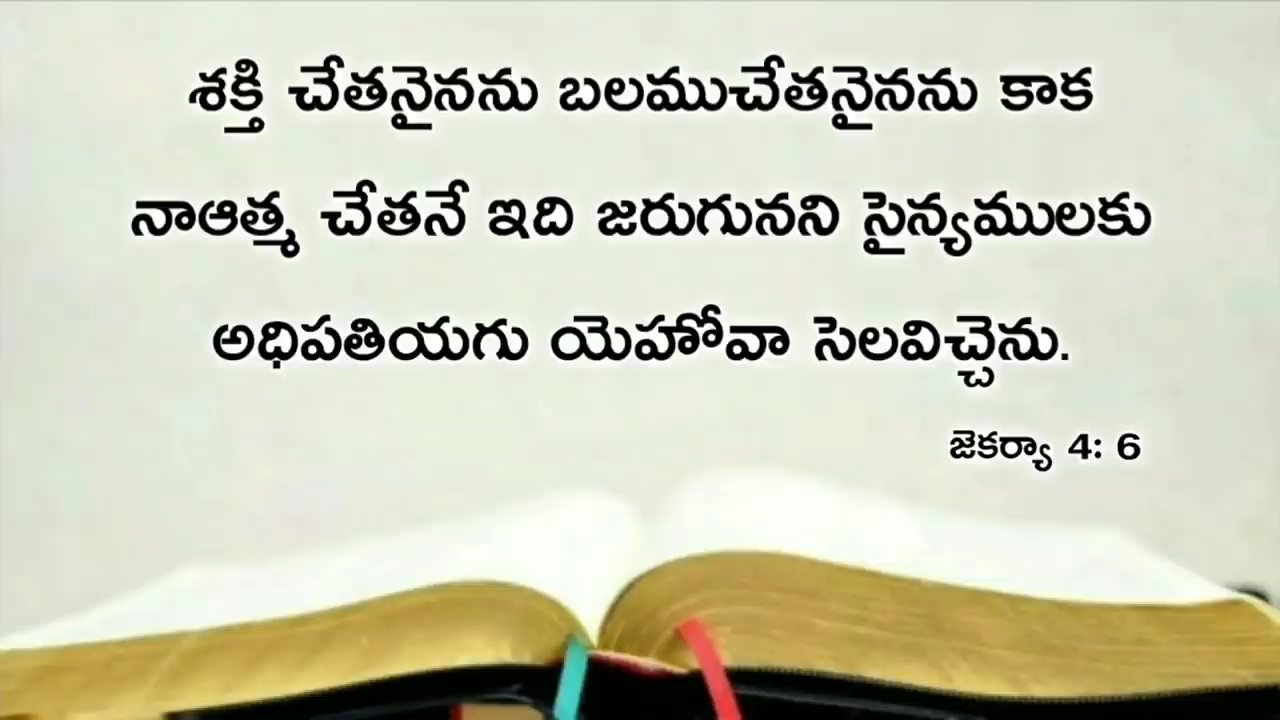 శక్తి చేతనైనను బలముచేతనైనను కాక
నాఆత్మ చేతనే ఇది జరుగునని సైన్యములకు
అధిపతియగు యెహోవా సెలవిచ్చెను.
జెకర్యా 4: 6